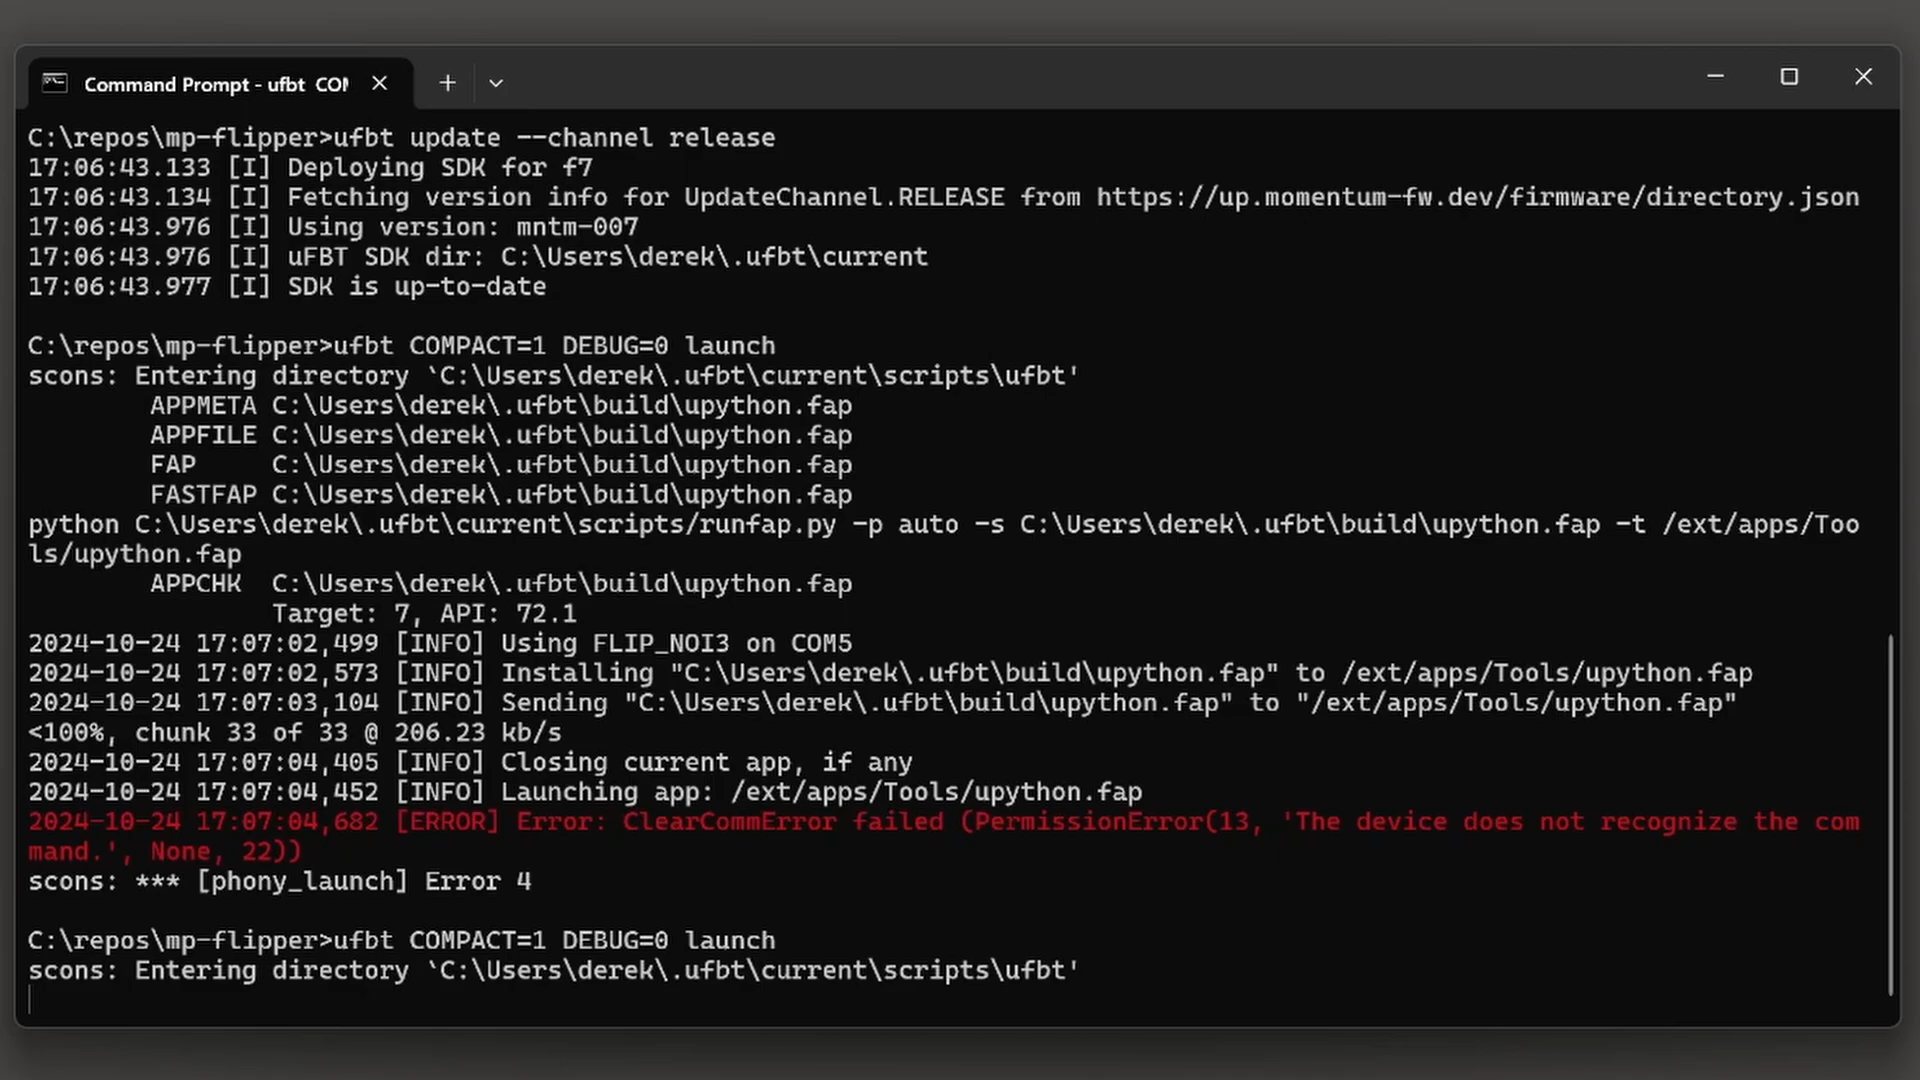 Command Prompt - ufbt  COM
C:\repos\mp-flipper>ufbt update --channel release
17:06:43.133 [I] Deploying SDK for f7
17:06:43.134 [I] Fetching version info for UpdateChannel.RELEASE from https://up.momentum-fw.dev/firmware/directory.json
17:06:43.976 [I] Using version: mntm-007
17:06:43.976 [I] uFBT SDK dir: C:\Users\derek\.ufbt\current
17:06:43.977 [I] SDK is up-to-date
C:\repos\mp-flipper>ufbt COMPACT=1 DEBUG=0 launch
scons: Entering directory `C:\Users\derek\.ufbt\current\scripts\ufbt'
        APPMETA C:\Users\derek\.ufbt\build\upython.fap
        APPFILE C:\Users\derek\.ufbt\build\upython.fap
        FAP     C:\Users\derek\.ufbt\build\upython.fap
        FASTFAP C:\Users\derek\.ufbt\build\upython.fap
python C:\Users\derek\.ufbt\current\scripts/runfap.py -p auto -s C:\Users\derek\.ufbt\build\upython.fap -t /ext/apps/Too
ls/upython.fap
        APPCHK  C:\Users\derek\.ufbt\build\upython.fap
                Target: 7, API: 72.1
2024-10-24 17:07:02,499 [INFO] Using FLIP_NOI3 on COM5
2024-10-24 17:07:02,573 [INFO] Installing "C:\Users\derek\.ufbt\build\upython.fap" to /ext/apps/Tools/upython.fap
2024-10-24 17:07:03,104 [INFO] Sending "C:\Users\derek\.ufbt\build\upython.fap" to "/ext/apps/Tools/upython.fap"
<100%, chunk 33 of 33 @ 206.23 kb/s
2024-10-24 17:07:04,405 [INFO] Closing current app, if any
2024-10-24 17:07:04,452 [INFO] Launching app: /ext/apps/Tools/upython.fap
2024-10-24 17:07:04,682 [ERROR] Error: ClearCommError failed (PermissionError(13, 'The device does not recognize the com
mand.', None, 22))
scons: *** [phony_launch] Error 4
C:\repos\mp-flipper>ufbt COMPACT=1 DEBUG=0 launch
scons: Entering directory `C:\Users\derek\.ufbt\current\scripts\ufbt'